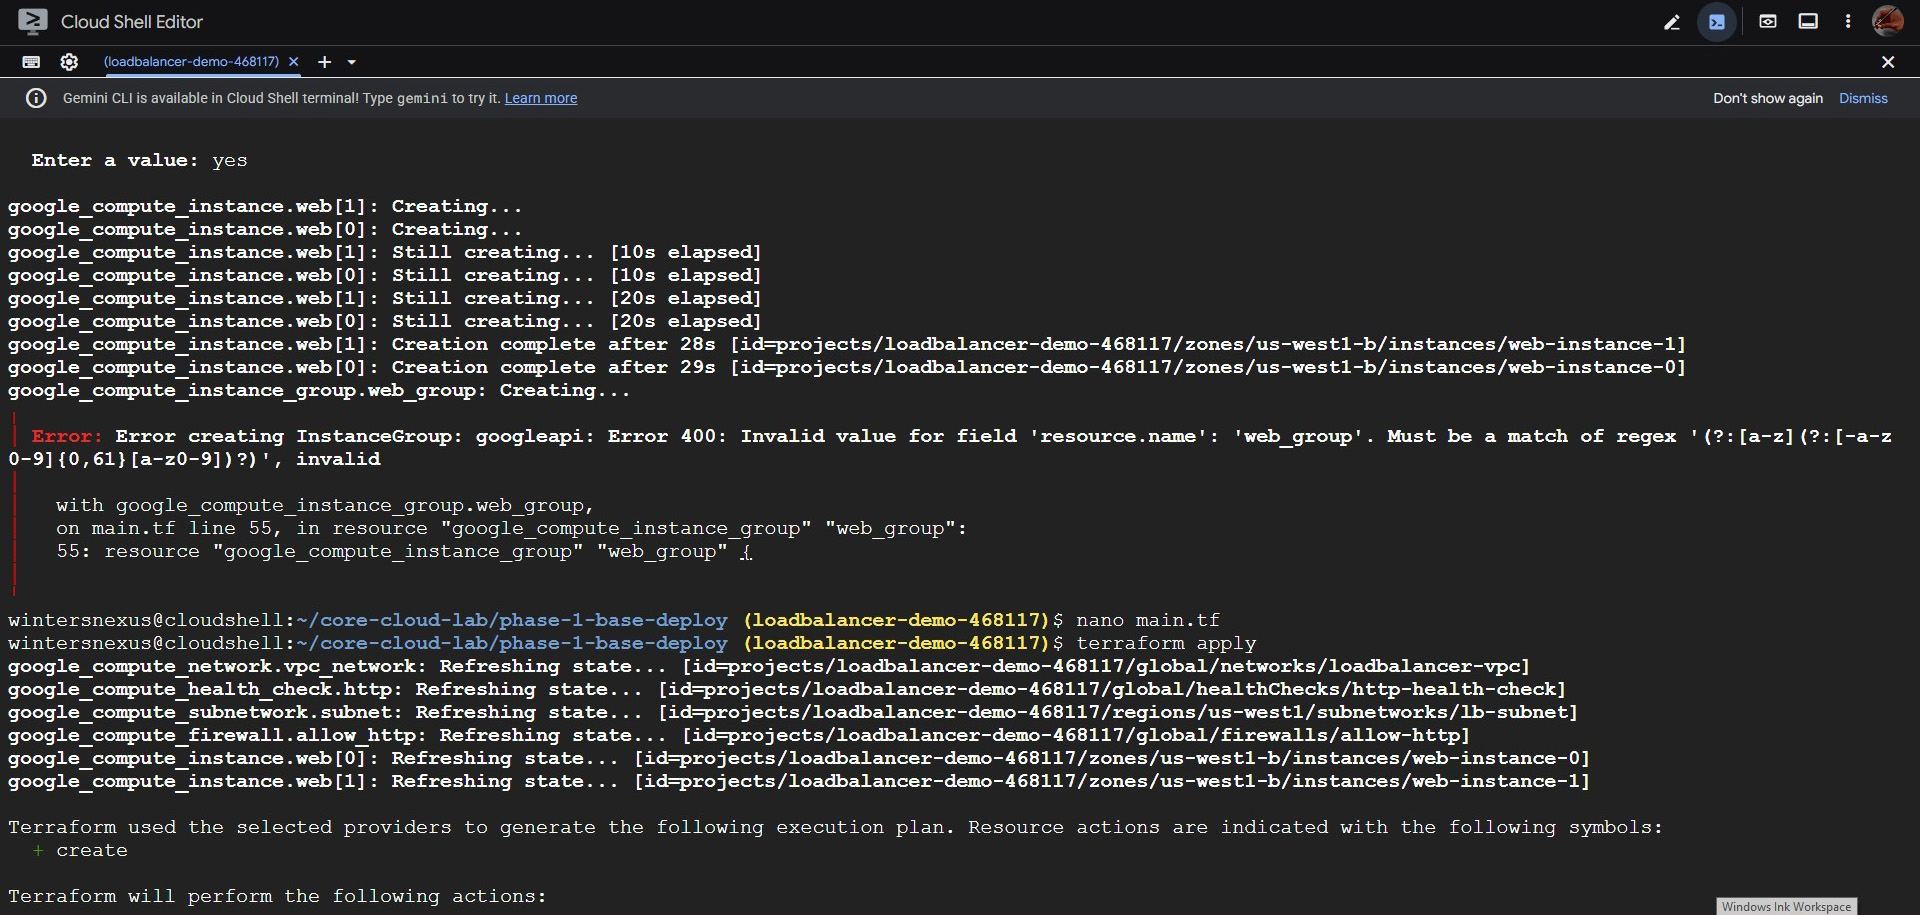 Cloud Shell Editor
(loadbalancer-demo-468117)
Gemini CLI is available in Cloud Shell terminal! Type gemini to try it. Learn more
Don't show again
Dismiss
Enter a value: yes
google_compute_instance.web[1]: Creating...
google_compute_instance.web[0]: Creating...
google_compute_instance.web[1]: Still creating... [10s elapsed]
google_compute_instance.web[0]: Still creating... [10s elapsed]
google_compute_instance.web[1]: Still creating... [20s elapsed]
google_compute_instance.web[0]: Still creating... [20s elapsed]
google_compute_instance.web[1]: Creation complete after 28s [id=projects/loadbalancer-demo-468117/zones/us-west1-b/instances/web-instance-1]
google_compute_instance.web[0]: Creation complete after 29s [id=projects/loadbalancer-demo-468117/zones/us-west1-b/instances/web-instance-0]
google_compute_instance_group.web_group: Creating...
Error: Error creating InstanceGroup: googleapi: Error 400: Invalid value for field 'resource.name': 'web_group'. Must be a match of regex '(?:[a-z](?:[-a-z
0-9]{0,61}[a-z0-9])?)', invalid
with google_compute_instance_group.web_group,
on main.tf line 55, in resource "google_compute_instance_group" "web_group":
55: resource "google_compute_instance_group" "web_group" {
wintersnexus@cloudshell:~/core-cloud-lab/phase-1-base-deploy (loadbalancer-demo-468117)$ nano main.tf
wintersnexus@cloudshell:~/core-cloud-lab/phase-1-base-deploy (loadbalancer-demo-468117)$ terraform apply
google_compute_network.vpc_network: Refreshing state... [id=projects/loadbalancer-demo-468117/global/networks/loadbalancer-vpc]
google_compute_health_check.http: Refreshing state... [id=projects/loadbalancer-demo-468117/global/healthChecks/http-health-check]
google_compute_subnetwork.subnet: Refreshing state... [id=projects/loadbalancer-demo-468117/regions/us-west1/subnetworks/lb-subnet]
google_compute_firewall.allow_http: Refreshing state... [id=projects/loadbalancer-demo-468117/global/firewalls/allow-http]
google_compute_instance.web[0]: Refreshing state... [id=projects/loadbalancer-demo-468117/zones/us-west1-b/instances/web-instance-0]
google_compute_instance.web[1]: Refreshing state... [id=projects/loadbalancer-demo-468117/zones/us-west1-b/instances/web-instance-1]
Terraform used the selected providers to generate the following execution plan. Resource actions are indicated with the following symbols:
+ create
Terraform will perform the following actions:
Windows Ink Workspace